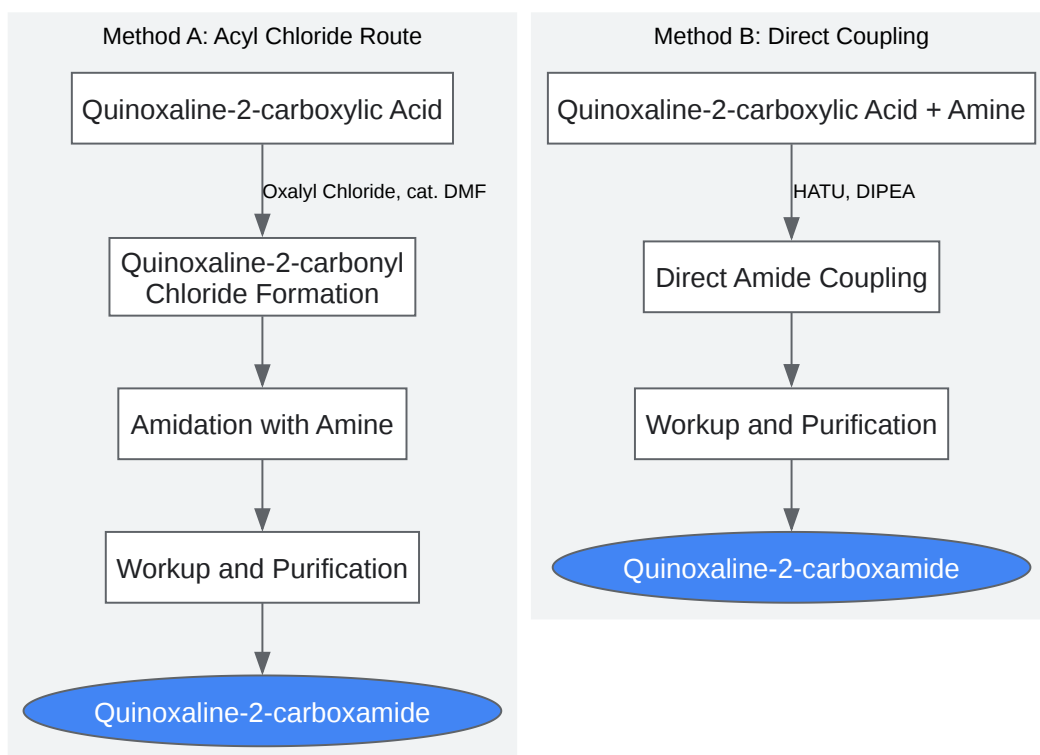 Method A: Acyl Chloride Route
Quinoxaline-2-carboxylic Acid
Oxalyl Chloride, cat. DMF
Quinoxaline-2-carbonyl
Chloride Formation
Amidation with Amine
Workup and Purification
Quinoxaline-2-carboxamide
Method B: Direct Coupling
Quinoxaline-2-carboxylic Acid + Amine
HATU, DIPEA
Direct Amide Coupling
Workup and Purification
Quinoxaline-2-carboxamide